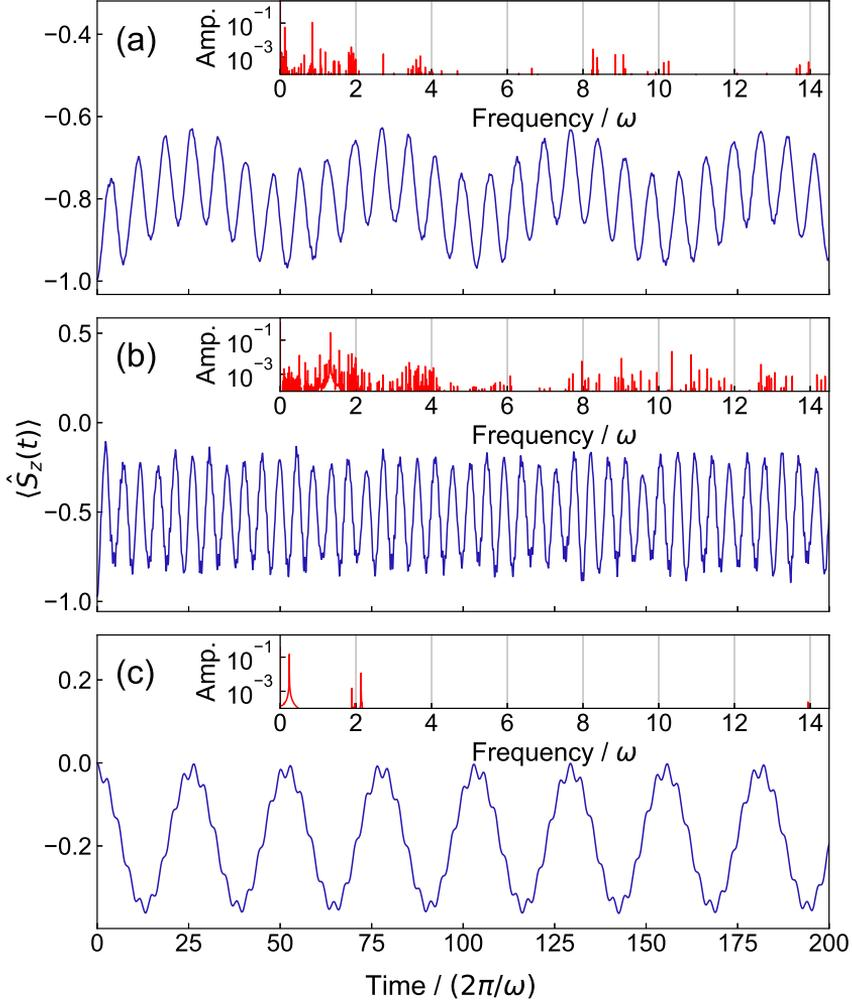 (a)
−0.4
−0.6
−0.8
−1.0
Amp.
10⁻¹
10⁻³
0 2 4 6 8 10 12 14
Frequency / ω
(b)
0.5
0.0
−0.5
−1.0
Amp.
10⁻¹
10⁻³
0 2 4 6 8 10 12 14
Frequency / ω
⟨Ŝz(t)⟩
(c)
0.2
0.0
−0.2
Amp.
10⁻¹
10⁻³
0 2 4 6 8 10 12 14
Frequency / ω
0 25 50 75 100 125 150 175 200
Time / (2π/ω)